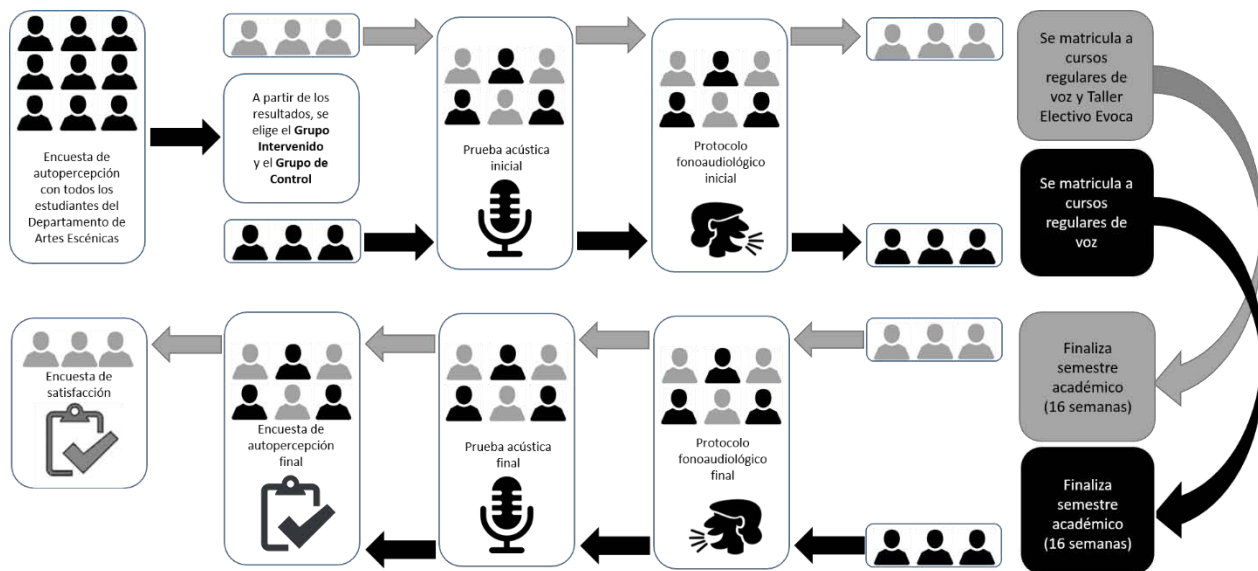 Encuesta de
autopercepción
con todos los
estudiantes del
Departamento de
Artes Escénicas
A partir de los
resultados, se
elige el Grupo
Intervenido
y el Grupo de
Control
Prueba acústica
inicial
Protocolo
fonoaudiológico
inicial
Se matricula a
cursos regulares
de voz y Taller
Electivo Evoca
Se matricula a
cursos
regulares de
voz
Finaliza
semestre
académico
(16 semanas)
Finaliza
semestre
académico
(16 semanas)
Protocolo
fonoaudiológico
final
Prueba acústica
final
Encuesta de
autopercepción
final
Encuesta de
satisfacción